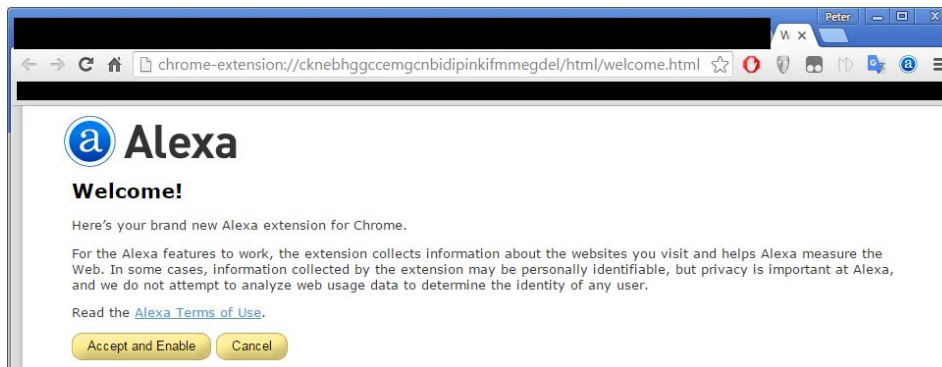 Peter
W
chrome-extension://cknebhggccemgcnbidipinkifmmegdel/html/welcome.html
a Alexa
Welcome!
Here's your brand new Alexa extension for Chrome.
For the Alexa features to work, the extension collects information about the websites you visit and helps Alexa measure the
Web. In some cases, information collected by the extension may be personally identifiable, but privacy is important at Alexa,
and we do not attempt to analyze web usage data to determine the identity of any user.
Read the Alexa Terms of Use.
Accept and Enable Cancel